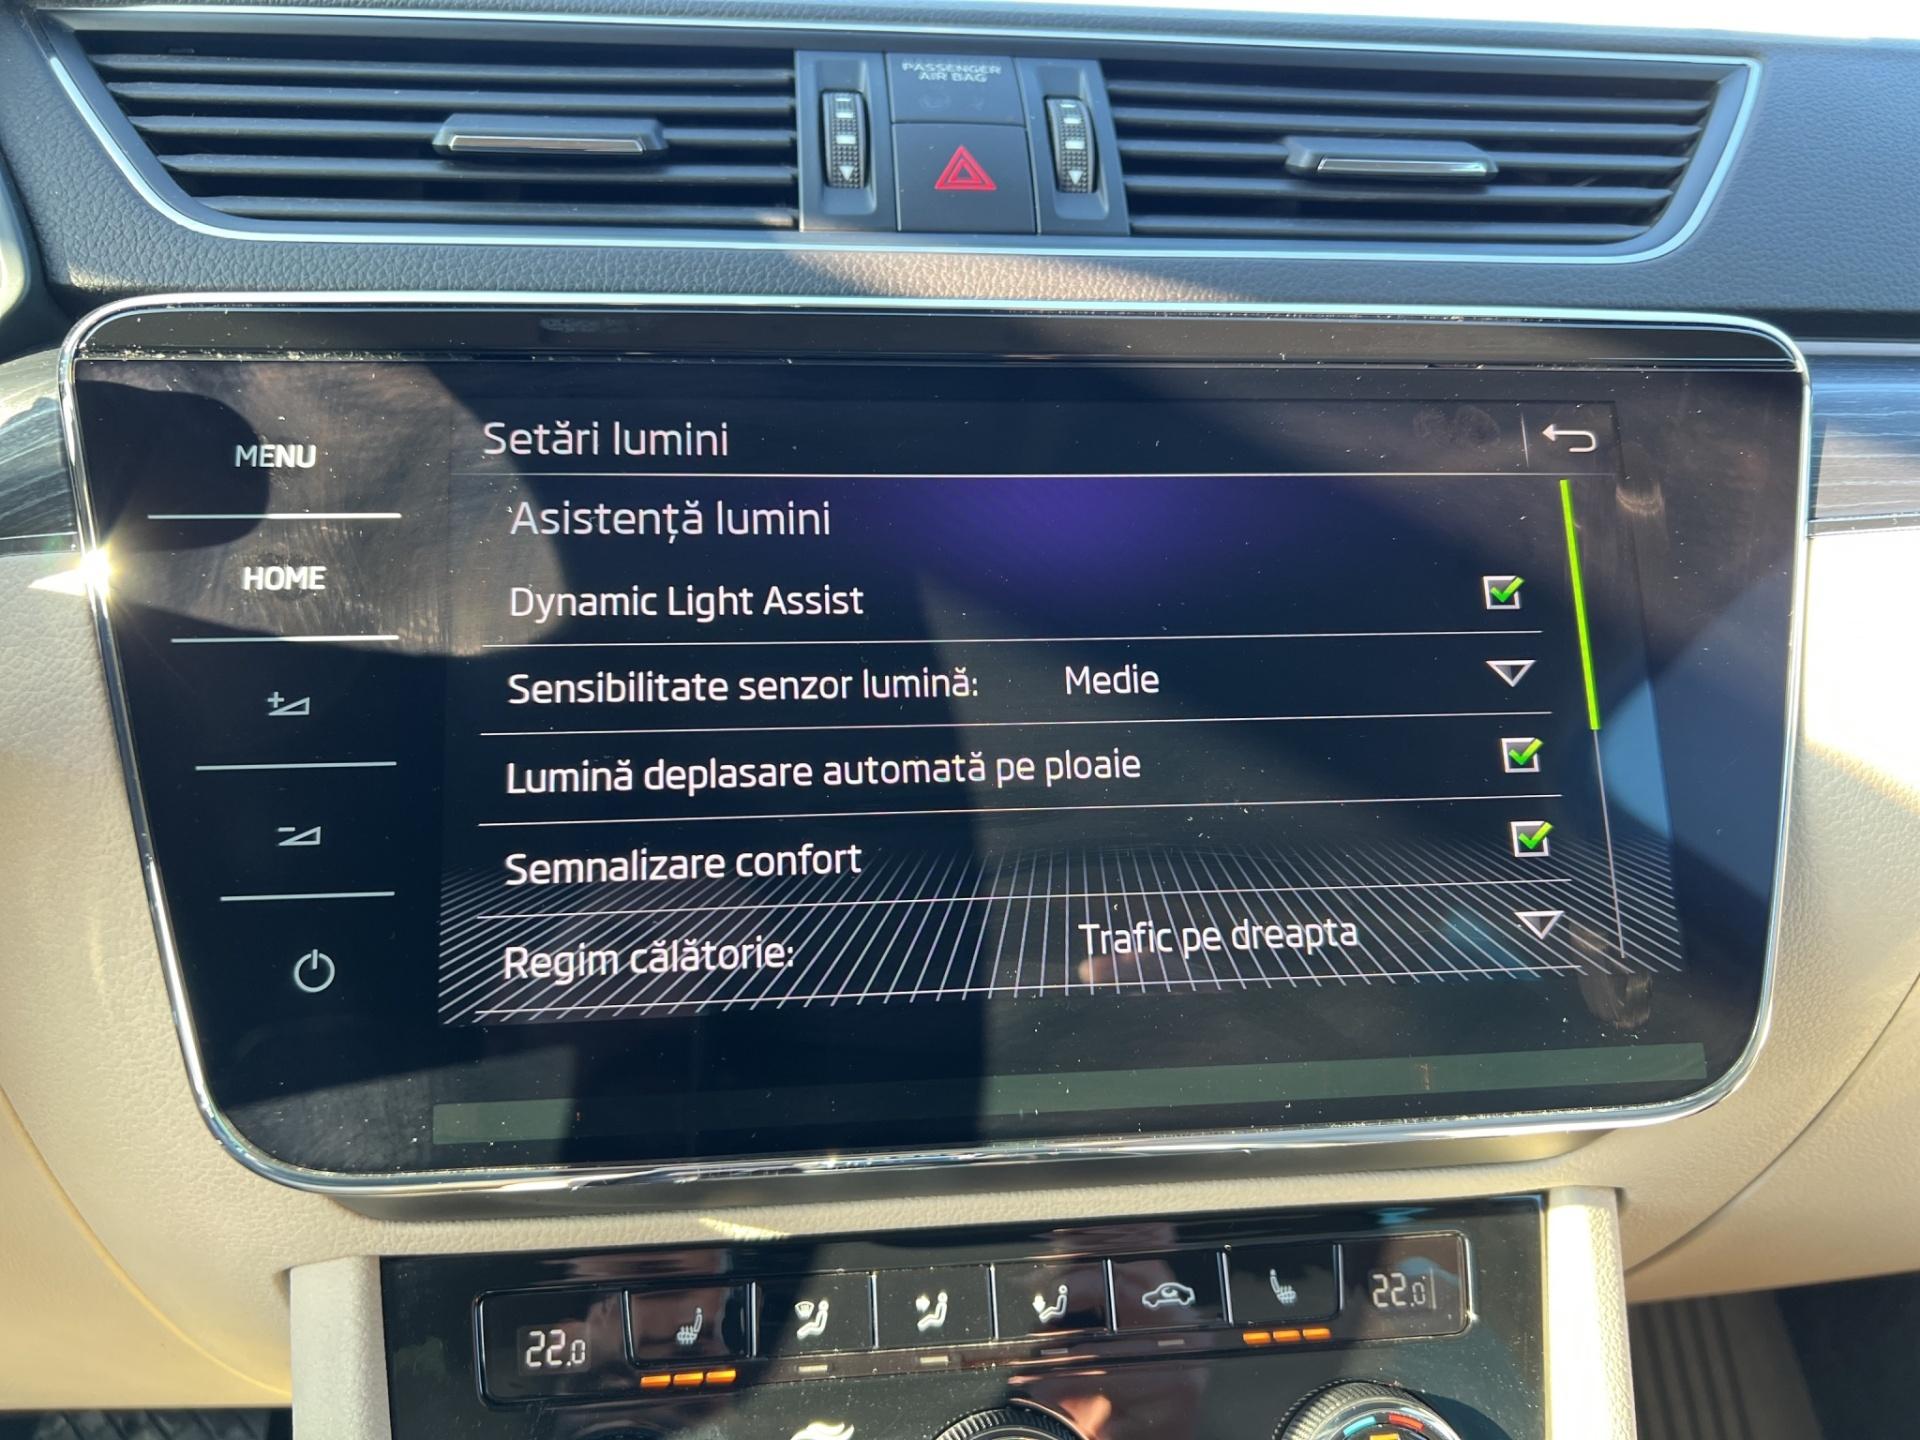 PASSENGER
AIR BAG
MENU
HOME
Setări lumini
Asistență lumini
Dynamic Light Assist
Sensibilitate senzor lumină: Medie
Lumină deplasare automată pe ploaie
Semnalizare confort
Regim călătorie: Trafic pe dreapta
22.0
22.0